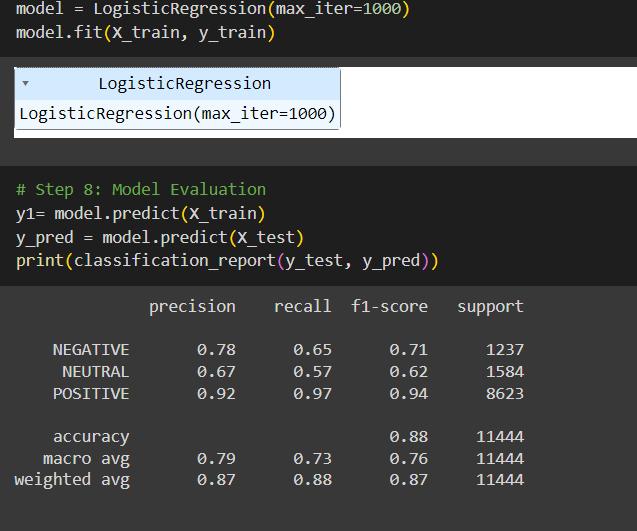 model = LogisticRegression(max_iter=1000)
model.fit(X_train, y_train)
LogisticRegression
LogisticRegression(max_iter=1000)
# Step 8: Model Evaluation
y1= model.predict(X_train)
y_pred = model.predict(X_test)
print(classification_report(y_test, y_pred))
precision recall f1-score support
NEGATIVE 0.78 0.65 0.71 1237
NEUTRAL 0.67 0.57 0.62 1584
POSITIVE 0.92 0.97 0.94 8623
accuracy 0.88 11444
macro avg 0.79 0.73 0.76 11444
weighted avg 0.87 0.88 0.87 11444